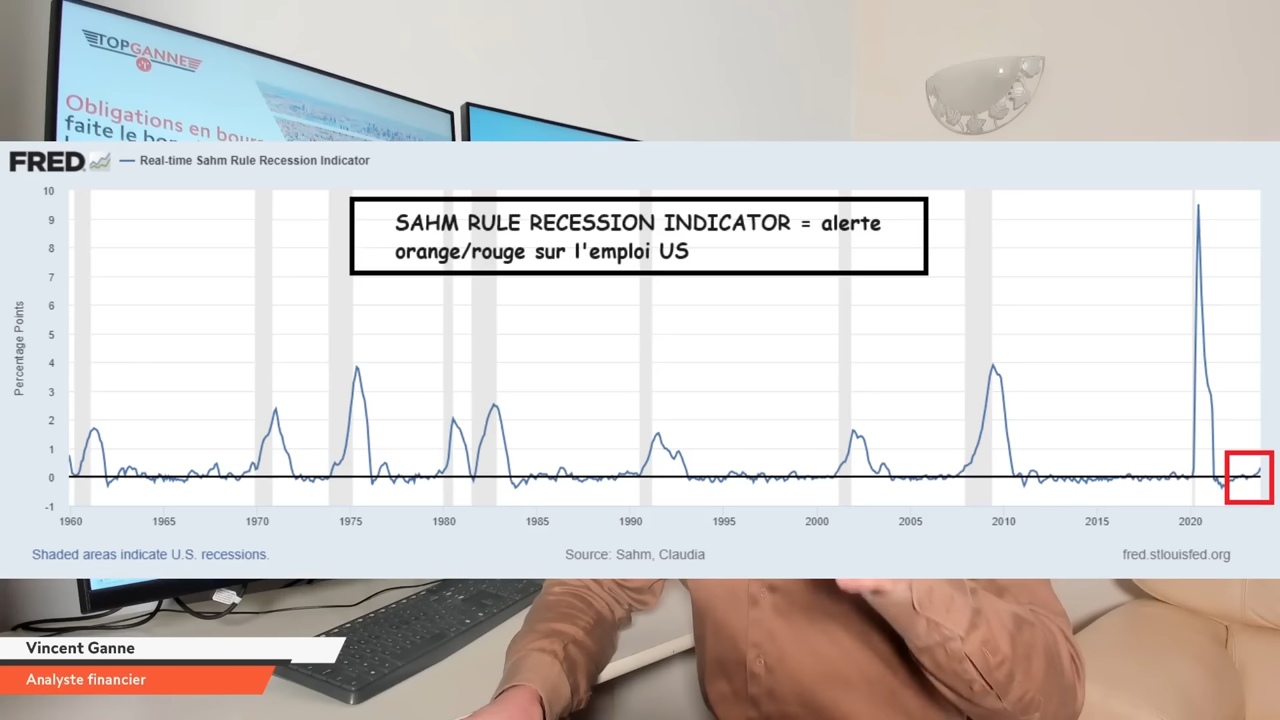 TOPGANNE
Obligations en bours
faite le bon
FRED
Real-time Sahm Rule Recession Indicator
SAHM RULE RECESSION INDICATOR = alerte
orange/rouge sur l'emploi US
Percentage Points
10
9
8
7
6
5
4
3
2
1
0
-1
1960 1965 1970 1975 1980 1985 1990 1995 2000 2005 2010 2015 2020
Shaded areas indicate U.S. recessions.
Source: Sahm, Claudia
fred.stlouisfed.org
Vincent Ganne
Analyste financier